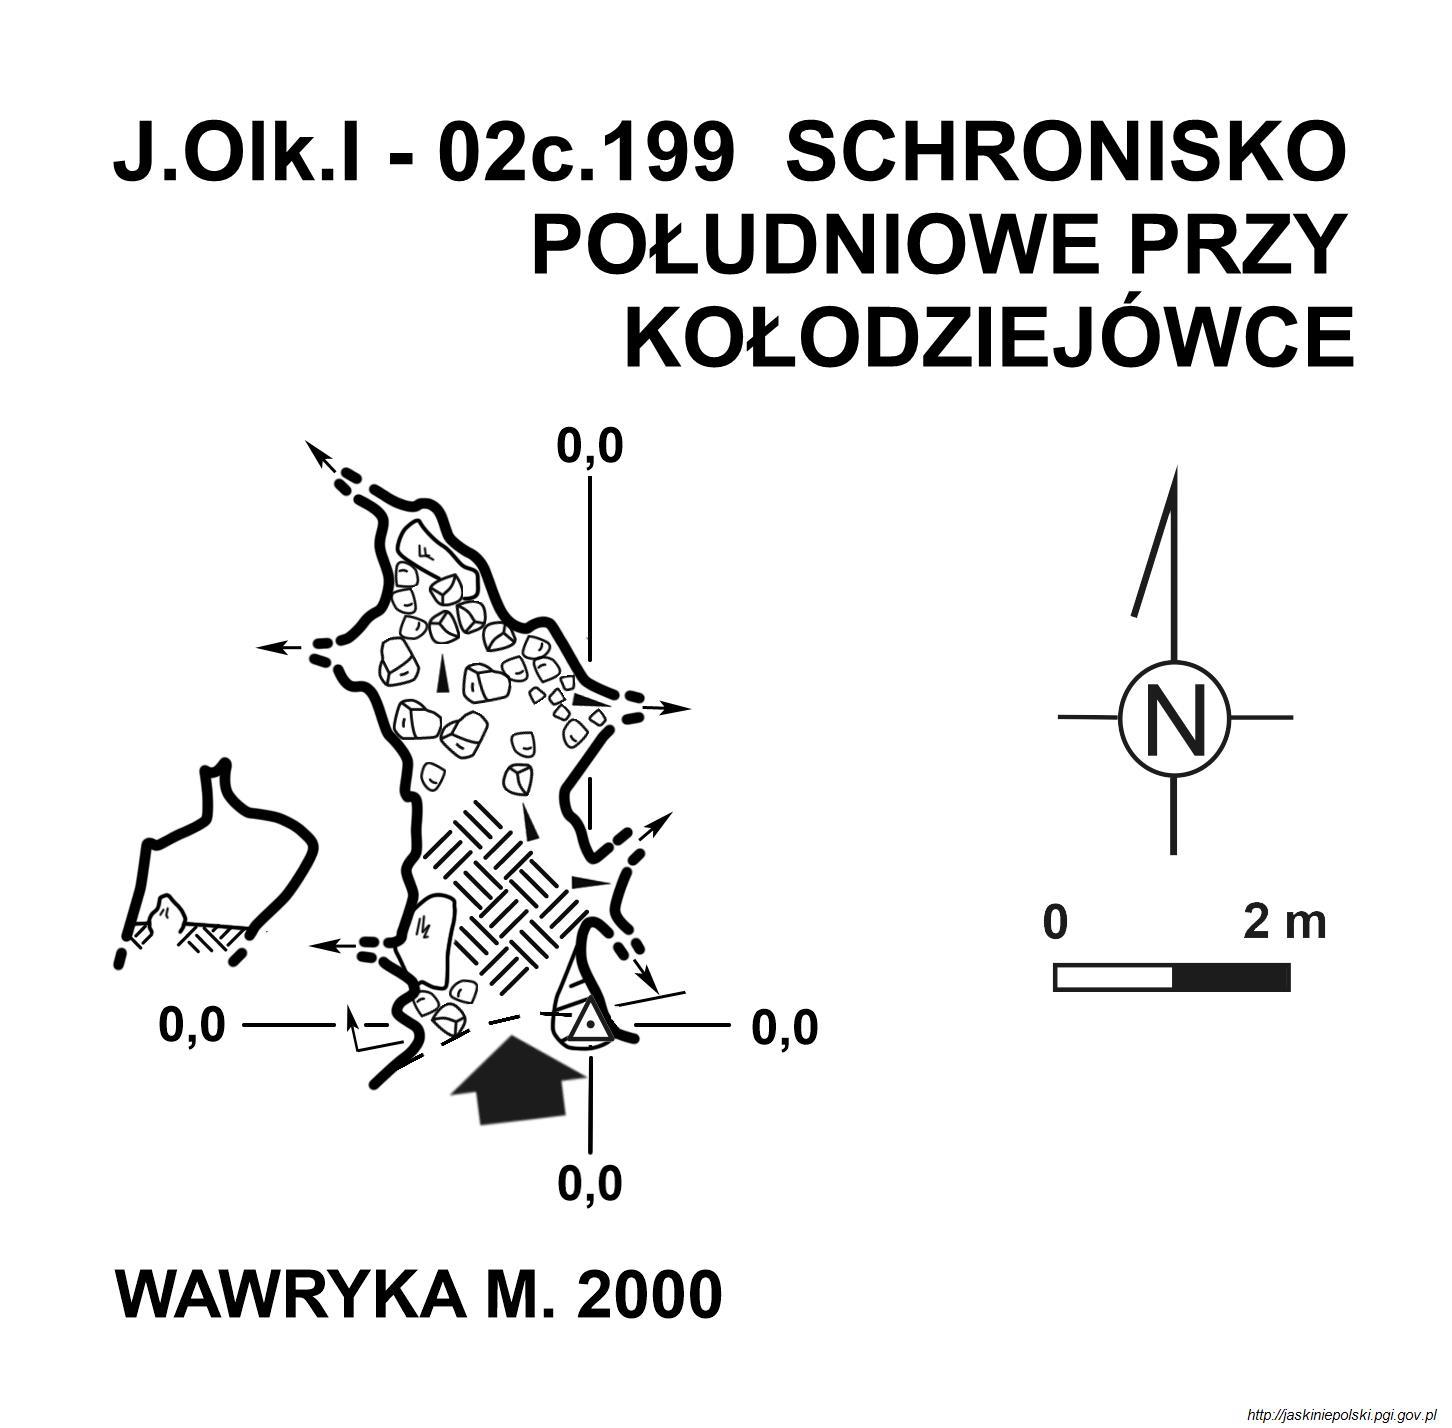 J.Olk.I - 02c.199 SCHRONISKO
POŁUDNIOWE PRZY
KOŁODZIEJÓWCE
0,0
N
0 2 m
0,0
0,0
0,0
WAWRYKA M. 2000
http://jaskiniepolski.pgi.gov.pl